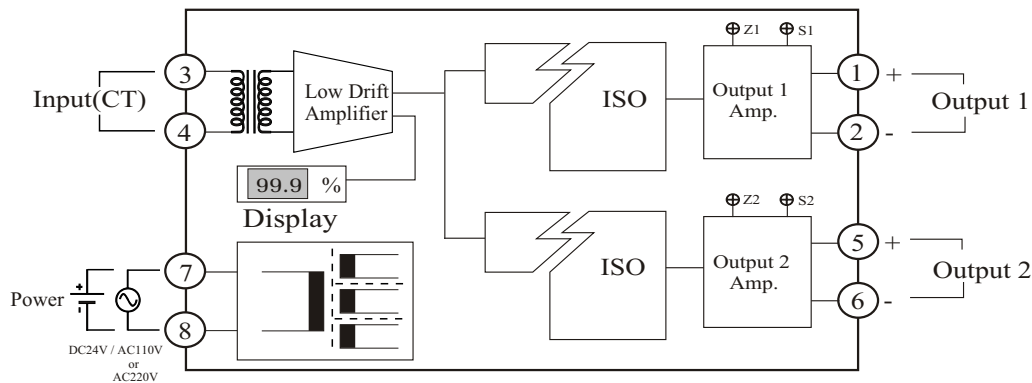 Z1
S1
3
Input(CT)
4
Low Drift
Amplifier
ISO
Output 1
Amp.
1
+
2
-
Output 1
99.9 %
Display
Z2
S2
7
Power
+
-
8
DC24V / AC110V
or
AC220V
ISO
Output 2
Amp.
5
+
6
-
Output 2